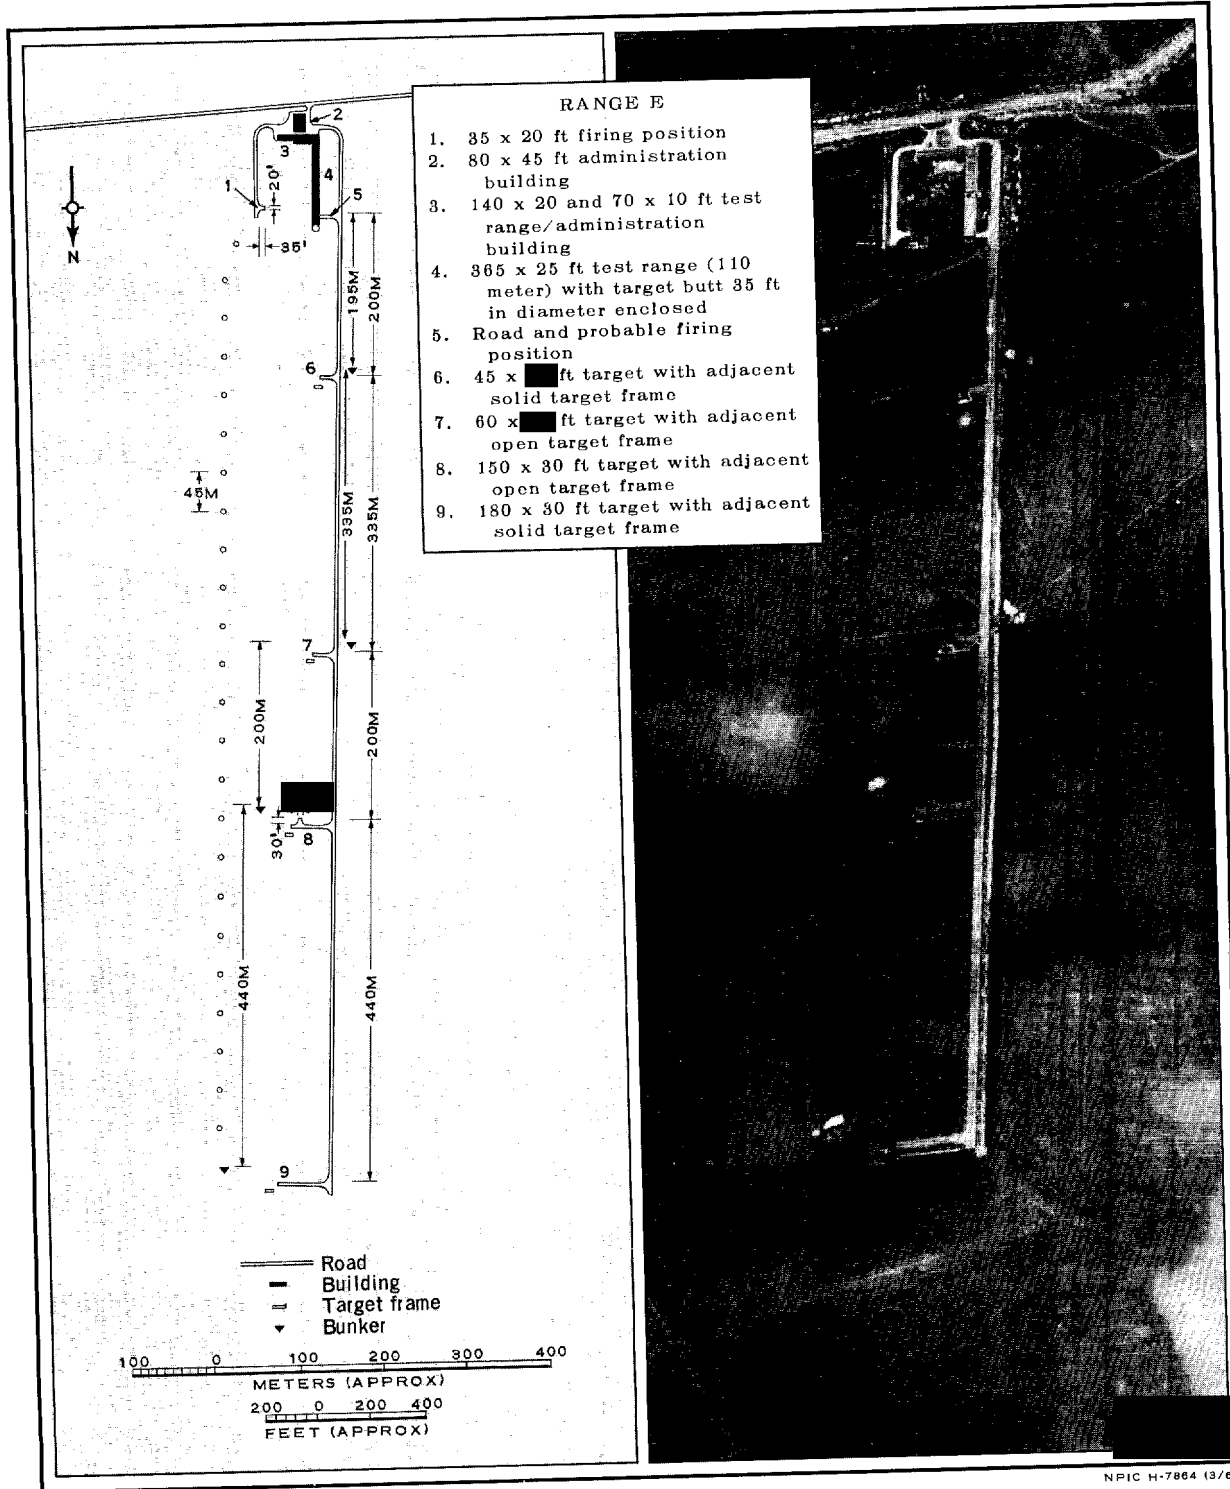 RANGE E
1. 35 x 20 ft firing position
2. 80 x 45 ft administration
building
3. 140 x 20 and 70 x 10 ft test
range/administration
building
4. 365 x 25 ft test range (110
meter) with target butt 35 ft
in diameter enclosed
5. Road and probable firing
position
6. 45 x ft target with adjacent
solid target frame
7. 60 x ft target with adjacent
open target frame
8. 150 x 30 ft target with adjacent
open target frame
9. 180 x 30 ft target with adjacent
solid target frame
2
3
4
1
20'
5
N
35'
195M
200M
6
45M
335M
335M
7
200M
200M
30'
8
440M
440M
9
Road
Building
Target frame
Bunker
100 0 100 200 300 400
METERS (APPROX)
200 0 200 400
FEET (APPROX)
NPIC H-7864